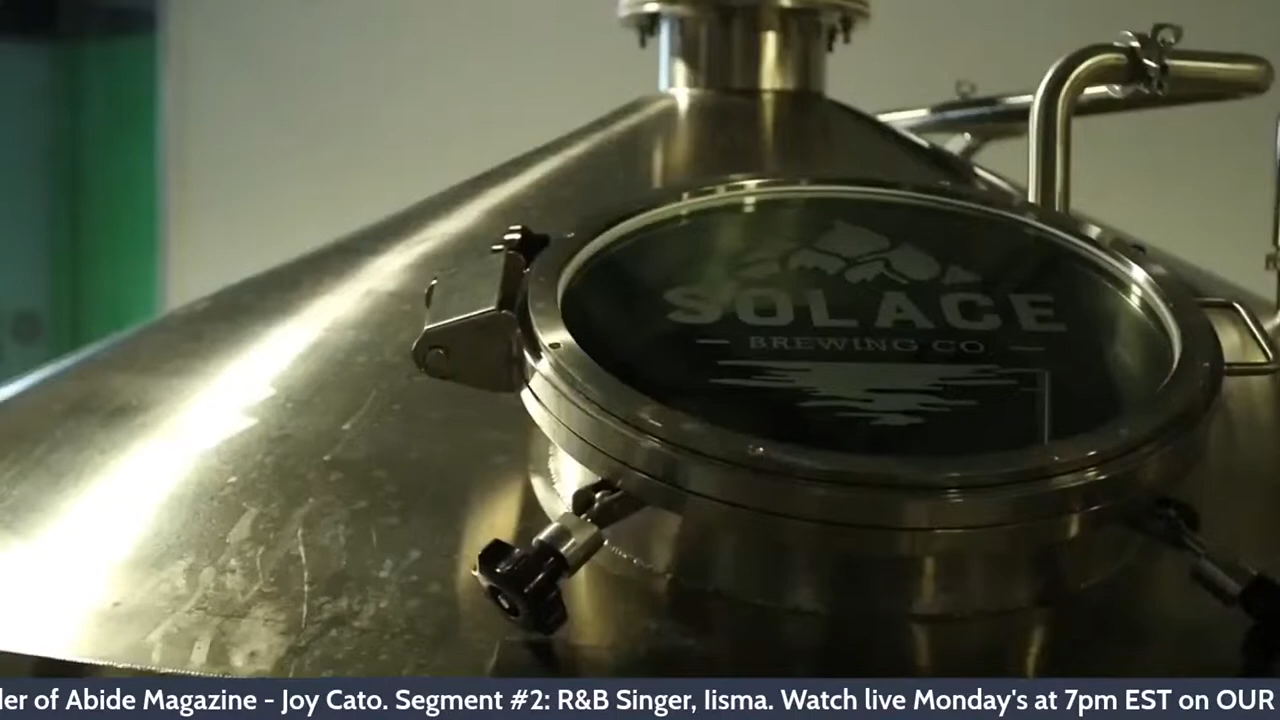 SOLACE
BREWING CO
der of Abide Magazine - Joy Cato. Segment #2: R&B Singer, Iisma. Watch live Monday's at 7pm EST on OUR